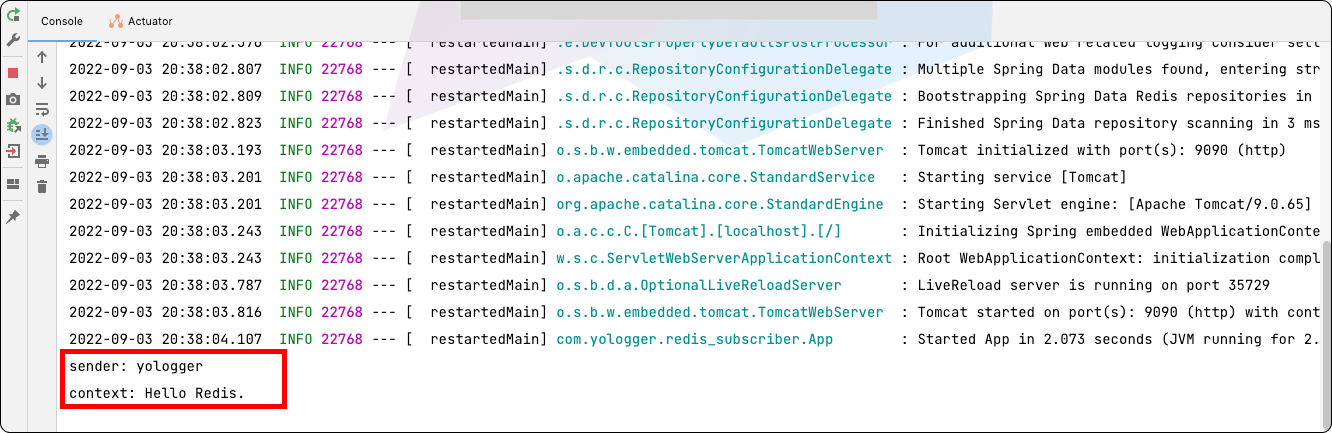 Console Actuator
2022-09-03 20:38:02.576  INFO 22768 --- [  restartedMain] .e.DevToolsPropertyDefaultsPostProcessor : For additional web related logging consider set
2022-09-03 20:38:02.807  INFO 22768 --- [  restartedMain] .s.d.r.c.RepositoryConfigurationDelegate : Multiple Spring Data modules found, entering str
2022-09-03 20:38:02.809  INFO 22768 --- [  restartedMain] .s.d.r.c.RepositoryConfigurationDelegate : Bootstrapping Spring Data Redis repositories in
2022-09-03 20:38:02.823  INFO 22768 --- [  restartedMain] .s.d.r.c.RepositoryConfigurationDelegate : Finished Spring Data repository scanning in 3 ms
2022-09-03 20:38:03.193  INFO 22768 --- [  restartedMain] o.s.b.w.embedded.tomcat.TomcatWebServer  : Tomcat initialized with port(s): 9090 (http)
2022-09-03 20:38:03.201  INFO 22768 --- [  restartedMain] o.apache.catalina.core.StandardService   : Starting service [Tomcat]
2022-09-03 20:38:03.201  INFO 22768 --- [  restartedMain] org.apache.catalina.core.StandardEngine  : Starting Servlet engine: [Apache Tomcat/9.0.65]
2022-09-03 20:38:03.243  INFO 22768 --- [  restartedMain] o.a.c.c.C.[Tomcat].[localhost].[/]       : Initializing Spring embedded WebApplicationConte
2022-09-03 20:38:03.243  INFO 22768 --- [  restartedMain] w.s.c.ServletWebServerApplicationContext : Root WebApplicationContext: initialization compl
2022-09-03 20:38:03.787  INFO 22768 --- [  restartedMain] o.s.b.d.a.OptionalLiveReloadServer       : LiveReload server is running on port 35729
2022-09-03 20:38:03.816  INFO 22768 --- [  restartedMain] o.s.b.w.embedded.tomcat.TomcatWebServer  : Tomcat started on port(s): 9090 (http) with cont
2022-09-03 20:38:04.107  INFO 22768 --- [  restartedMain] com.yologger.redis_subscriber.App        : Started App in 2.073 seconds (JVM running for 2.
sender: yologger
context: Hello Redis.